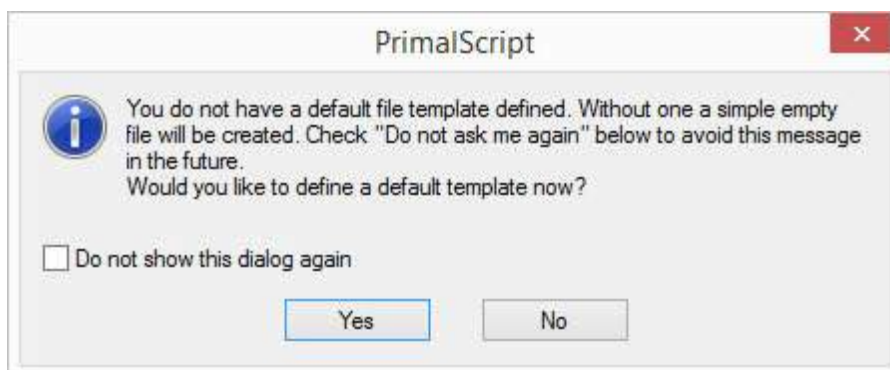 PrimalScript
You do not have a default file template defined. Without one a simple empty
file will be created. Check "Do not ask me again" below to avoid this message
in the future.
Would you like to define a default template now?
Do not show this dialog again
Yes
No